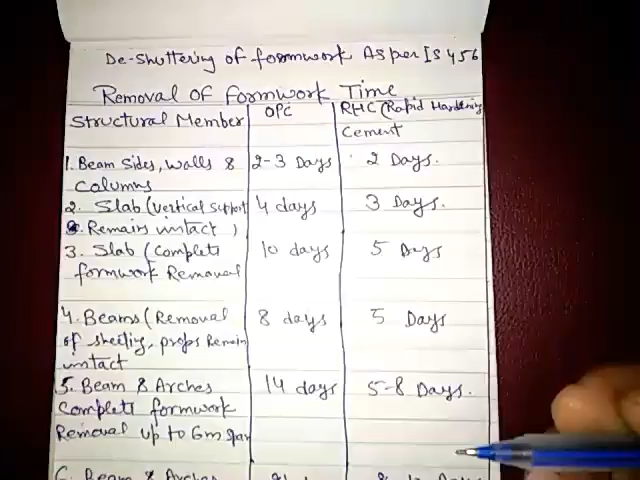 De-Shuttering of formwork As per IS 456
Removal of Formwork Time
Structural Member OPC RHC (Rapid Hardening
Cement
1. Beam Sides, Walls & 2-3 Days 2 Days.
Columns
2. Slab (Vertical Support 4 days 3 Days.
Remains intact)
3. Slab (Complete 10 days 5 Days
formwork Removal
4. Beams (Removal 8 days 5 Days
of sheeting, props Remain
intact
5. Beam & Arches 14 days 5-8 Days.
Complete formwork
Removal up to 6m span
6. Beam & Arches